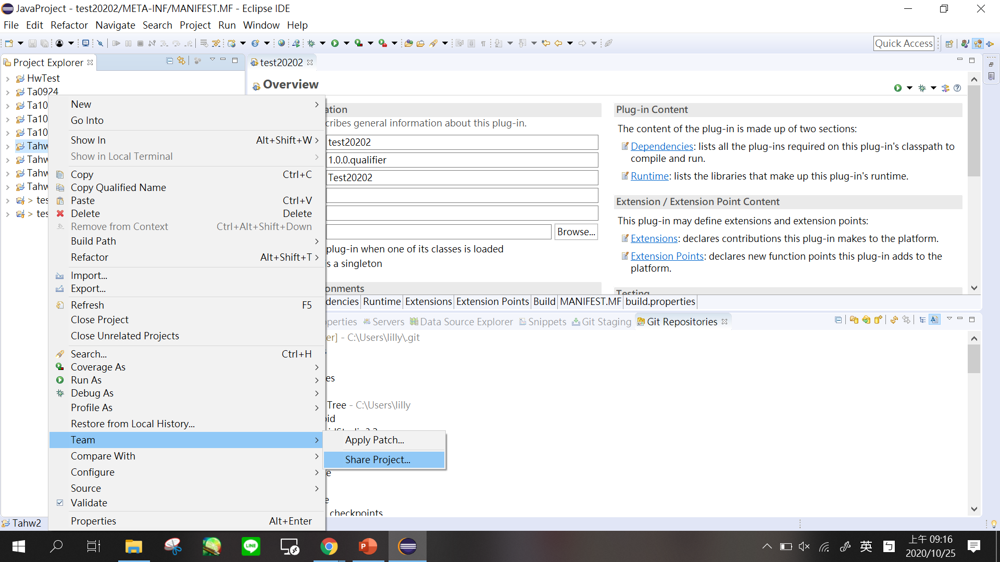 JavaProject - test20202/META-INF/MANIFEST.MF - Eclipse IDE
File Edit Refactor Navigate Search Project Run Window Help
Quick Access
Project Explorer
HwTest
Ta0924
Ta10
Ta10
Ta10
Tahw
Tahw
Tahw
Tahw
> tes
> tes
Tahw2
New
Go Into
Show In Alt+Shift+W
Show in Local Terminal
Copy Ctrl+C
Copy Qualified Name
Paste Ctrl+V
Delete Delete
Remove from Context Ctrl+Alt+Shift+Down
Build Path
Refactor Alt+Shift+T
Import...
Export...
Refresh F5
Close Project
Close Unrelated Projects
Search... Ctrl+H
Coverage As
Run As
Debug As
Profile As
Restore from Local History...
Team
Compare With
Configure
Source
Validate
Properties Alt+Enter
Apply Patch...
Share Project...
test20202
Overview
ation
cribes general information about this plug-in.
test20202
1.0.0.qualifier
Test20202
Browse...
plug-in when one of its classes is loaded
s a singleton
onments
Plug-in Content
The content of the plug-in is made up of two sections:
Dependencies: lists all the plug-ins required on this plug-in's classpath to
compile and run.
Runtime: lists the libraries that make up this plug-in's runtime.
Extension / Extension Point Content
This plug-in may define extensions and extension points:
Extensions: declares contributions this plug-in makes to the platform.
Extension Points: declares new function points this plug-in adds to the
platform.
Testing
dencies Runtime Extensions Extension Points Build MANIFEST.MF build.properties
perties Servers Data Source Explorer Snippets Git Staging Git Repositories
er] - C:\Users\lilly\.git
es
Tree - C:\Users\lilly
oid
e
e
checkpoints
LINE
P
英
ㄅ
上午 09:16
2020/10/25